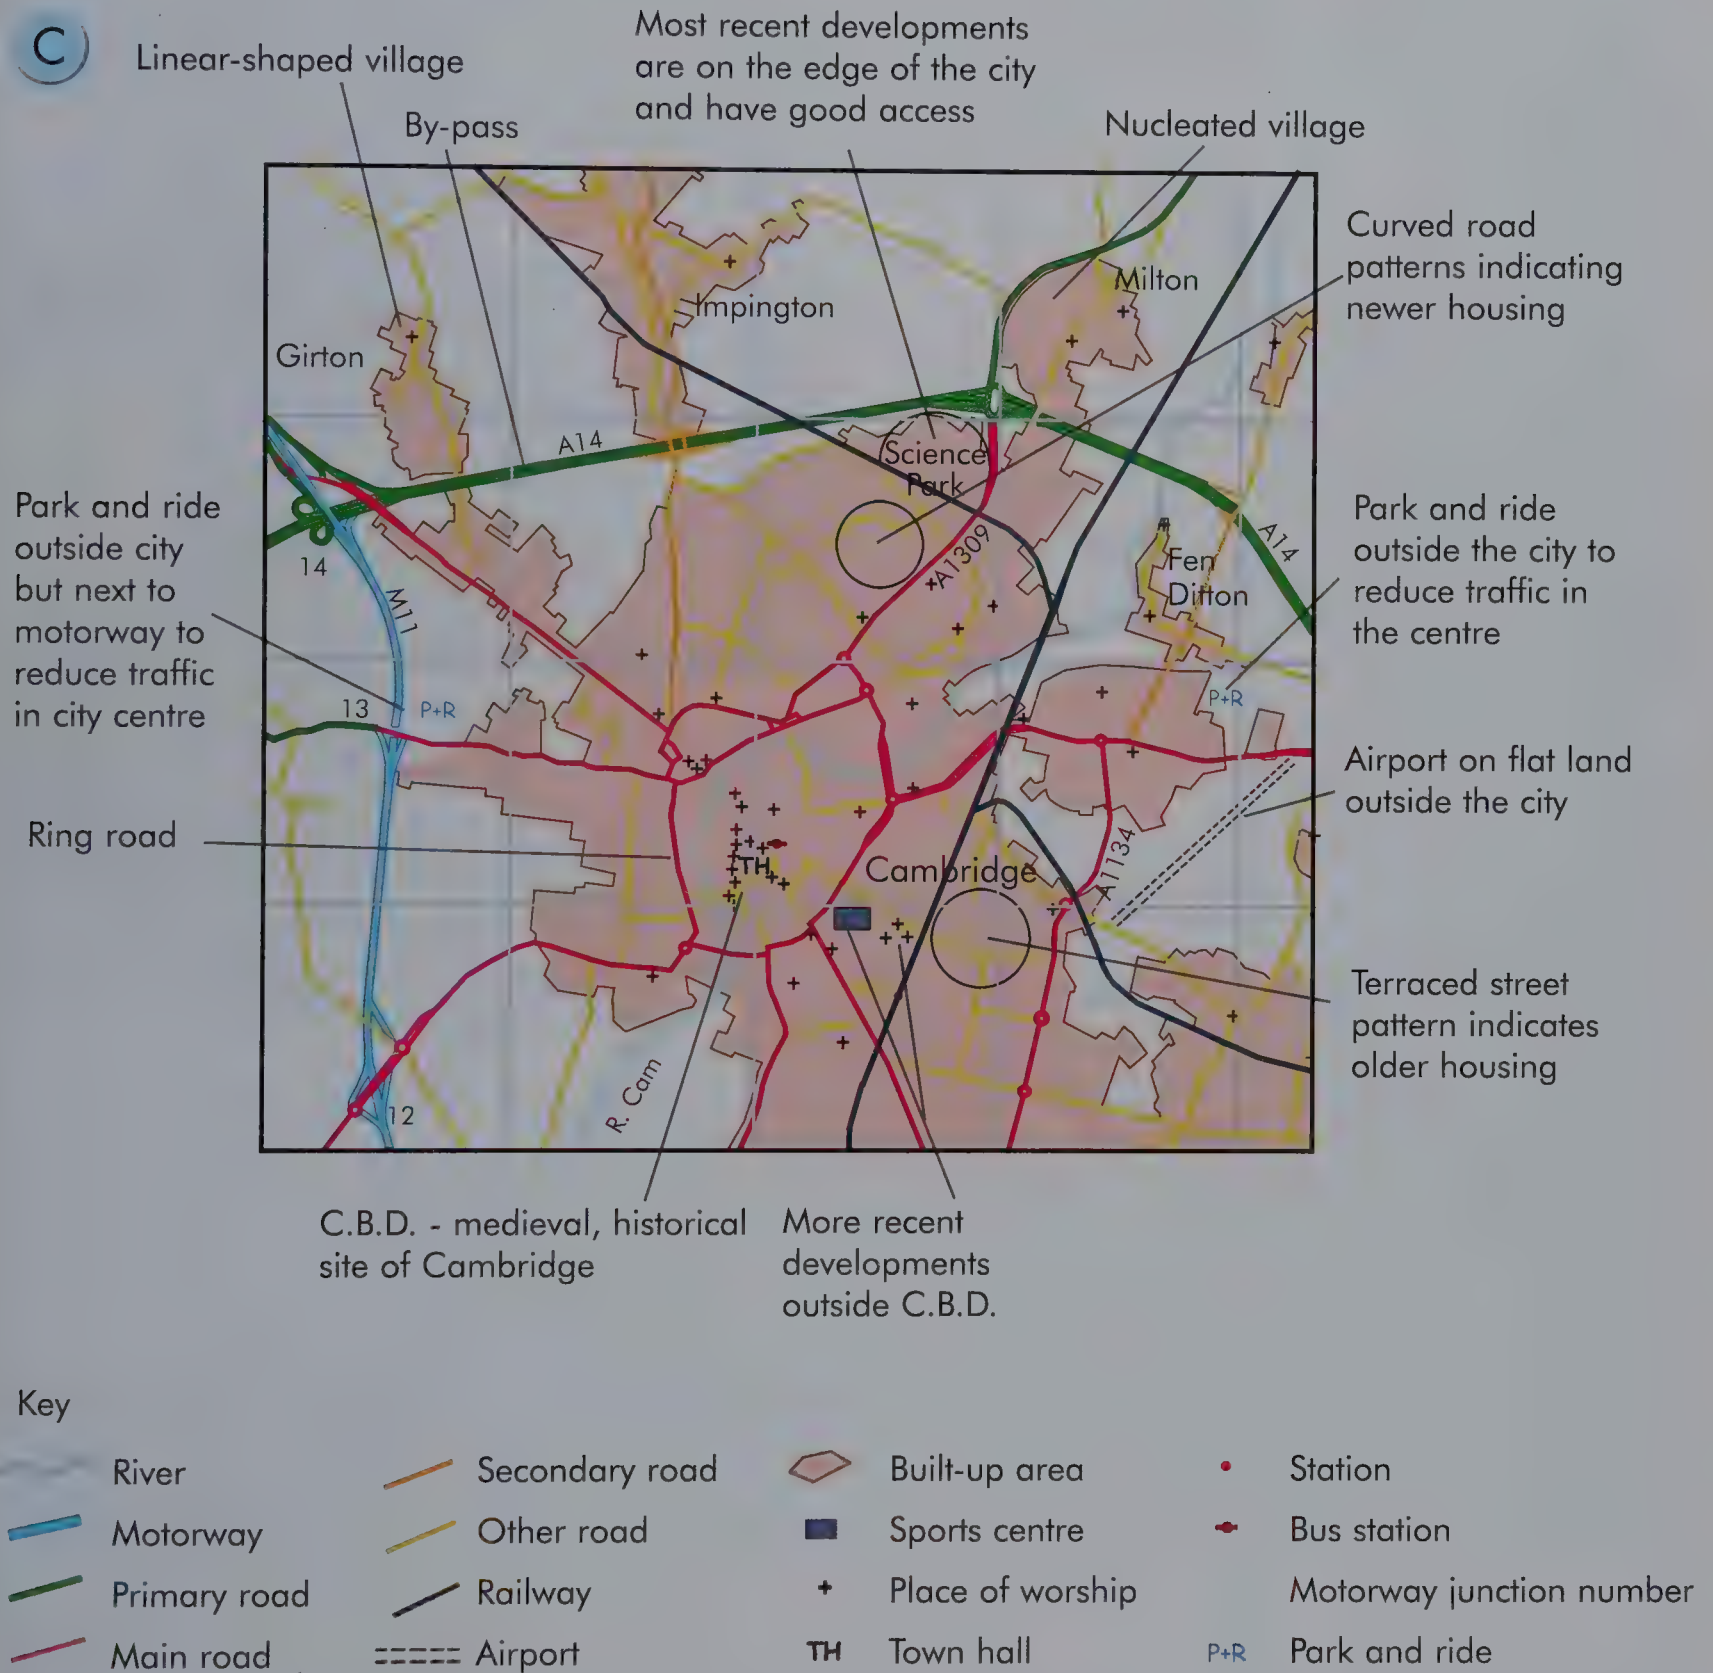 C
Linear-shaped village
By-pass
Most recent developments
are on the edge of the city
and have good access
Nucleated village
Curved road
patterns indicating
newer housing
Girton
Impington
Milton
A14
Science
Park
Park and ride
outside city
but next to
motorway to
reduce traffic
in city centre
14
M11
A1309
Fen
Ditton
A14
Park and ride
outside the city to
reduce traffic in
the centre
13
P+R
P+R
Ring road
TH
Cambridge
A1134
Airport on flat land
outside the city
Terraced street
pattern indicates
older housing
R. Cam
12
C.B.D. - medieval, historical
site of Cambridge
More recent
developments
outside C.B.D.
Key
River
Secondary road
Built-up area
Station
Motorway
Other road
Sports centre
Bus station
Primary road
Railway
Place of worship
Motorway junction number
Main road
Airport
TH Town hall
P+R Park and ride